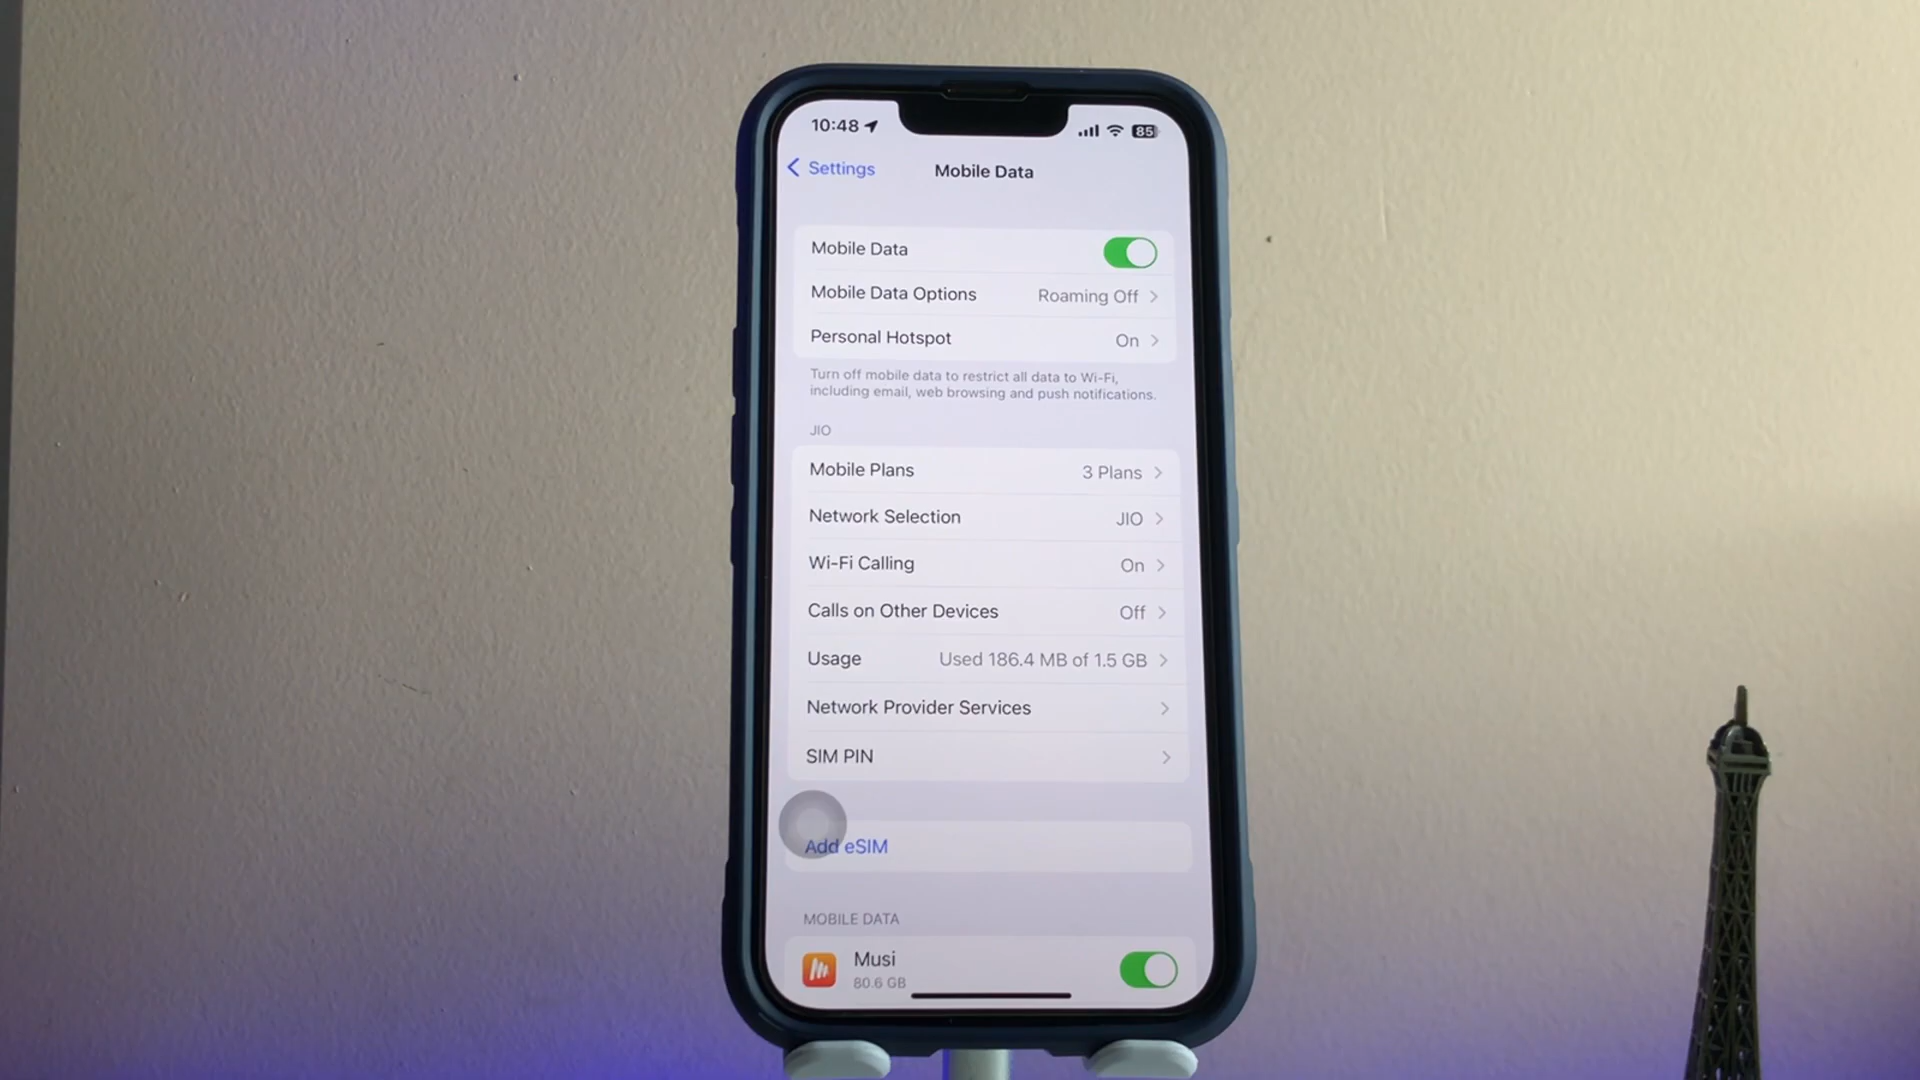 10:48
85
Settings
Mobile Data
Mobile Data
Mobile Data Options Roaming Off
Personal Hotspot On
Turn off mobile data to restrict all data to Wi-Fi,
including email, web browsing and push notifications.
JIO
Mobile Plans 3 Plans
Network Selection JIO
Wi-Fi Calling On
Calls on Other Devices Off
Usage Used 186.4 MB of 1.5 GB
Network Provider Services
SIM PIN
Add eSIM
MOBILE DATA
Musi
80.6 GB